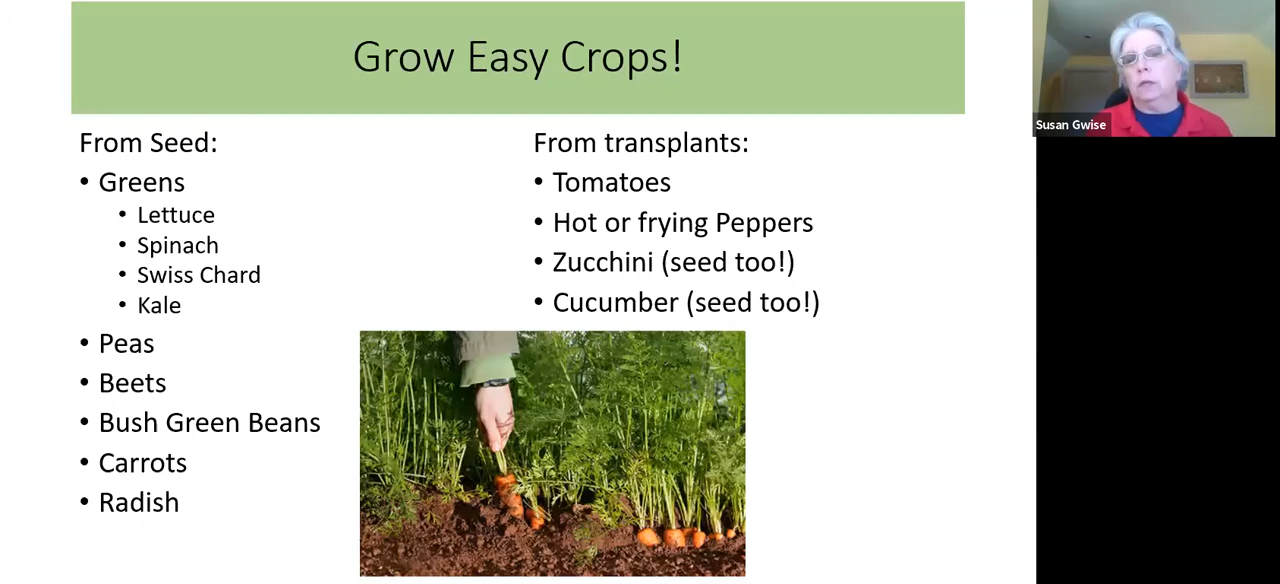 Grow Easy Crops!
From Seed:
• Greens
• Lettuce
• Spinach
• Swiss Chard
• Kale
• Peas
• Beets
• Bush Green Beans
• Carrots
• Radish
From transplants:
• Tomatoes
• Hot or frying Peppers
• Zucchini (seed too!)
• Cucumber (seed too!)
Susan Gwise